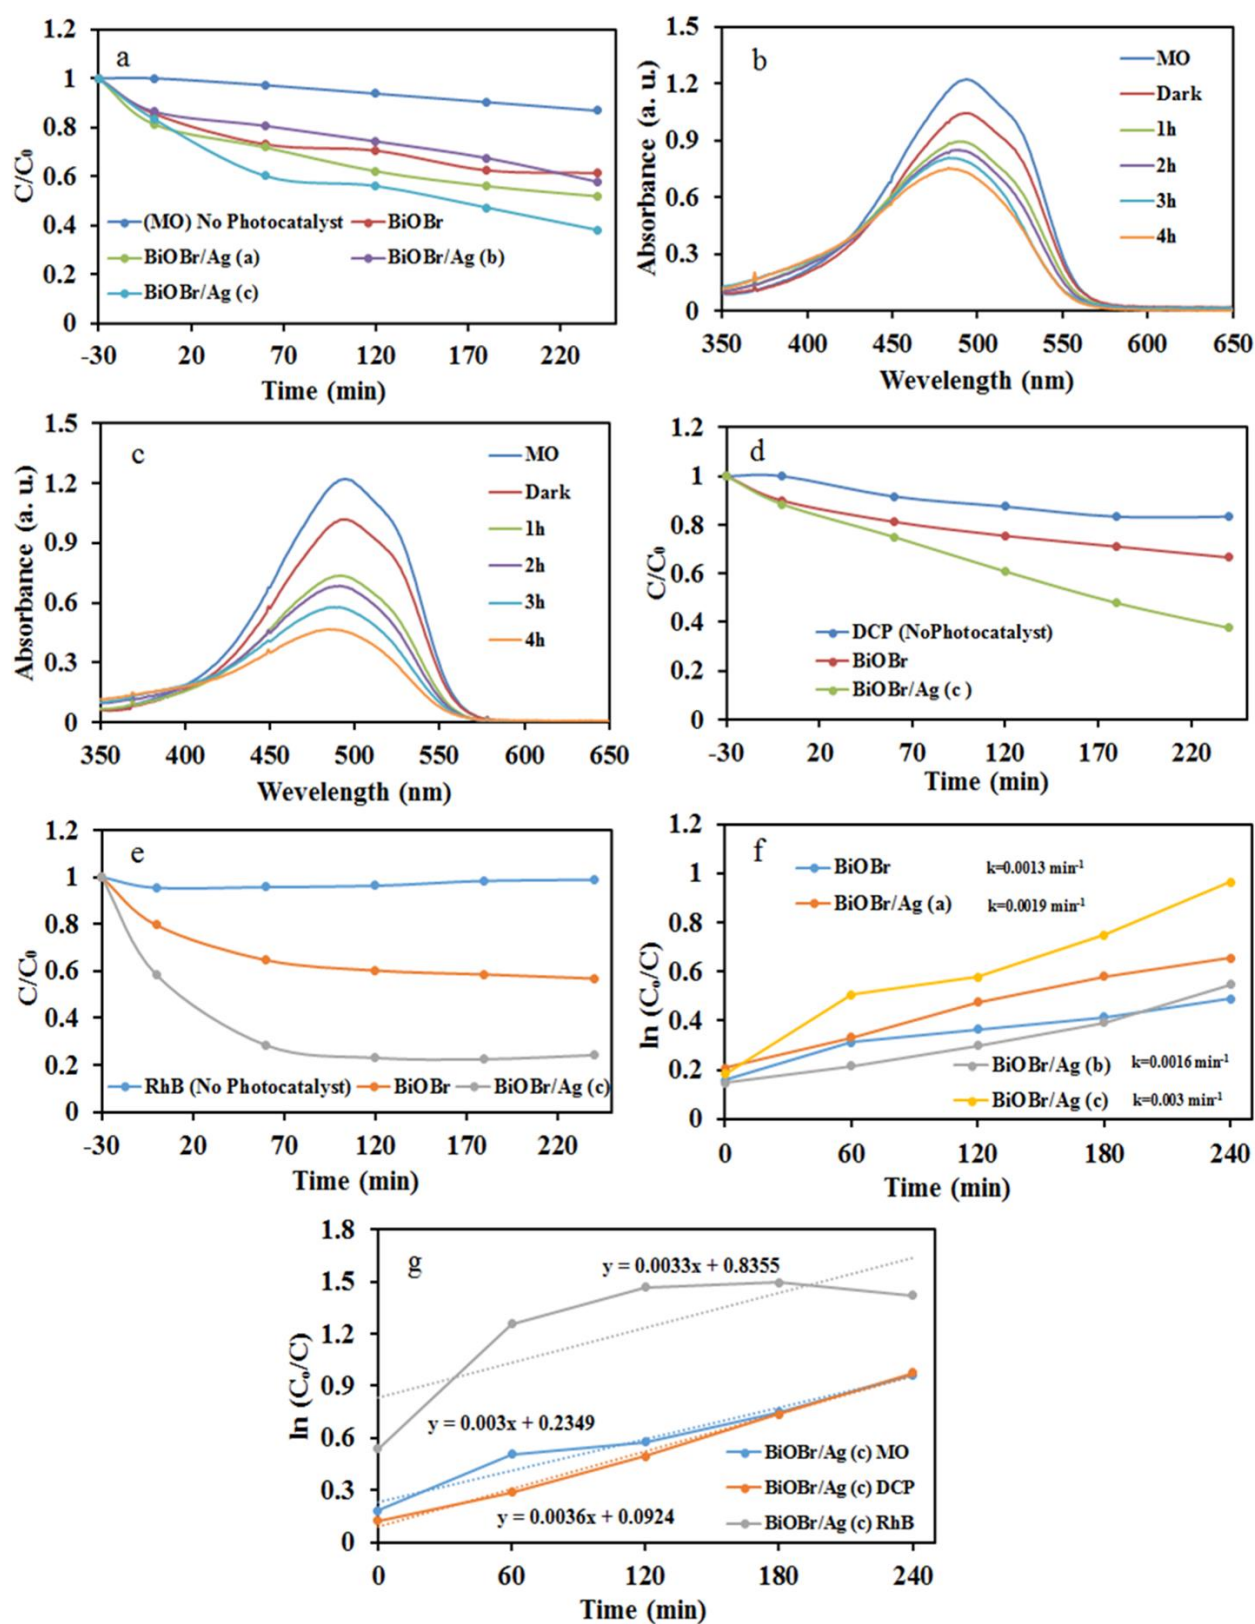 a
1.2
1
0.8
0.6
0.4
0.2
0
C/C₀
(MO) No Photocatalyst BiOBr
BiOBr/Ag (a) BiOBr/Ag (b)
BiOBr/Ag (c)
-30 20 70 120 170 220
Time (min)
b
1.5
1.2
0.9
0.6
0.3
0
Absorbance (a. u.)
MO
Dark
1h
2h
3h
4h
350 400 450 500 550 600 650
Wevelength (nm)
c
1.5
1.2
0.9
0.6
0.3
0
Absorbance (a. u.)
MO
Dark
1h
2h
3h
4h
350 400 450 500 550 600 650
Wevelength (nm)
d
1.2
1
0.8
0.6
0.4
0.2
0
C/C₀
DCP (NoPhotocatalyst)
BiOBr
BiOBr/Ag (c )
-30 20 70 120 170 220
Time (min)
e
1.2
1
0.8
0.6
0.4
0.2
0
C/C₀
RhB (No Photocatalyst) BiOBr BiOBr/Ag (c)
-30 20 70 120 170 220
Time (min)
f
1.2
1
0.8
0.6
0.4
0.2
0
ln (Cₒ/C)
BiOBr k=0.0013 min⁻¹
BiOBr/Ag (a) k=0.0019 min⁻¹
BiOBr/Ag (b) k=0.0016 min⁻¹
BiOBr/Ag (c) k=0.003 min⁻¹
0 60 120 180 240
Time (min)
g
1.8
1.5
1.2
0.9
0.6
0.3
0
ln (Cₒ/C)
y = 0.0033x + 0.8355
y = 0.003x + 0.2349
y = 0.0036x + 0.0924
BiOBr/Ag (c) MO
BiOBr/Ag (c) DCP
BiOBr/Ag (c) RhB
0 60 120 180 240
Time (min)